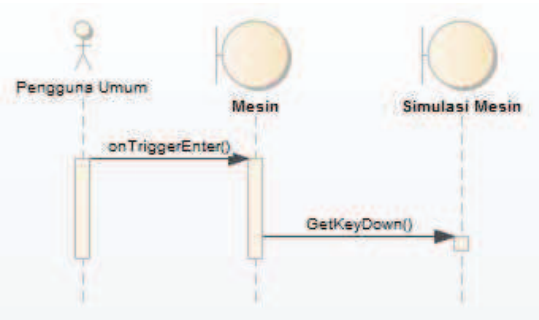 Pengguna Umum
Mesin
Simulasi Mesin
onTriggerEnter()
GetKeyDown()